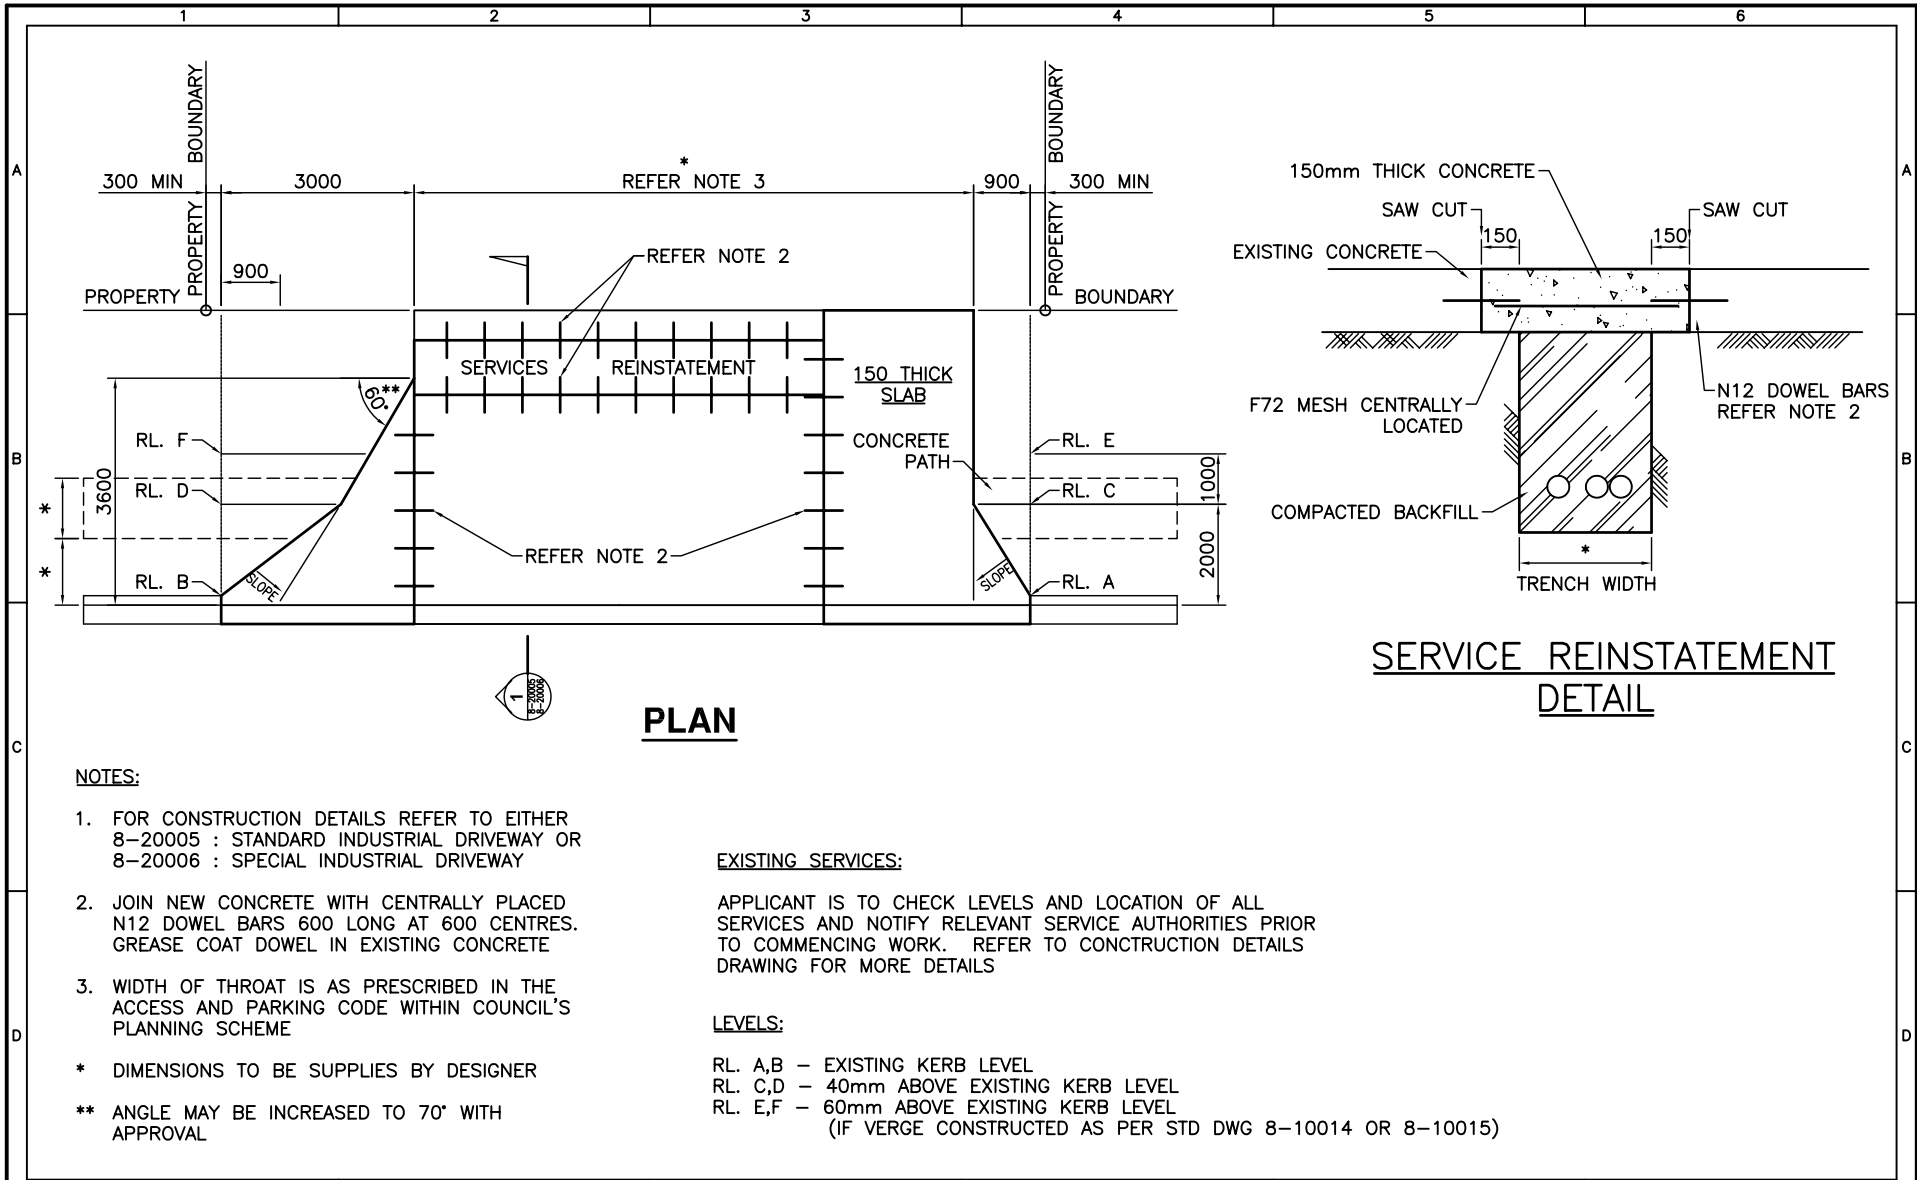 1 2 3 4 5 6
A
B
C
D
A
B
C
D
PROPERTY BOUNDARY
PROPERTY BOUNDARY
300 MIN
3000
*
REFER NOTE 3
900
300 MIN
900
REFER NOTE 2
PROPERTY
BOUNDARY
SERVICES REINSTATEMENT
150 THICK
SLAB
60° **
RL. F
RL. D
RL. B
3600
*
*
SLOPE
CONCRETE
PATH
REFER NOTE 2
RL. E
RL. C
RL. A
1000
2000
SLOPE
1
8-20005
8-20006
PLAN
150mm THICK CONCRETE
SAW CUT
SAW CUT
150
150
EXISTING CONCRETE
F72 MESH CENTRALLY
LOCATED
N12 DOWEL BARS
REFER NOTE 2
COMPACTED BACKFILL
*
TRENCH WIDTH
SERVICE REINSTATEMENT
DETAIL
NOTES:
1. FOR CONSTRUCTION DETAILS REFER TO EITHER
8-20005 : STANDARD INDUSTRIAL DRIVEWAY OR
8-20006 : SPECIAL INDUSTRIAL DRIVEWAY
2. JOIN NEW CONCRETE WITH CENTRALLY PLACED
N12 DOWEL BARS 600 LONG AT 600 CENTRES.
GREASE COAT DOWEL IN EXISTING CONCRETE
3. WIDTH OF THROAT IS AS PRESCRIBED IN THE
ACCESS AND PARKING CODE WITHIN COUNCIL'S
PLANNING SCHEME
* DIMENSIONS TO BE SUPPLIES BY DESIGNER
** ANGLE MAY BE INCREASED TO 70° WITH
APPROVAL
EXISTING SERVICES:
APPLICANT IS TO CHECK LEVELS AND LOCATION OF ALL
SERVICES AND NOTIFY RELEVANT SERVICE AUTHORITIES PRIOR
TO COMMENCING WORK. REFER TO CONCTRUCTION DETAILS
DRAWING FOR MORE DETAILS
LEVELS:
RL. A,B – EXISTING KERB LEVEL
RL. C,D – 40mm ABOVE EXISTING KERB LEVEL
RL. E,F – 60mm ABOVE EXISTING KERB LEVEL
(IF VERGE CONSTRUCTED AS PER STD DWG 8-10014 OR 8-10015)